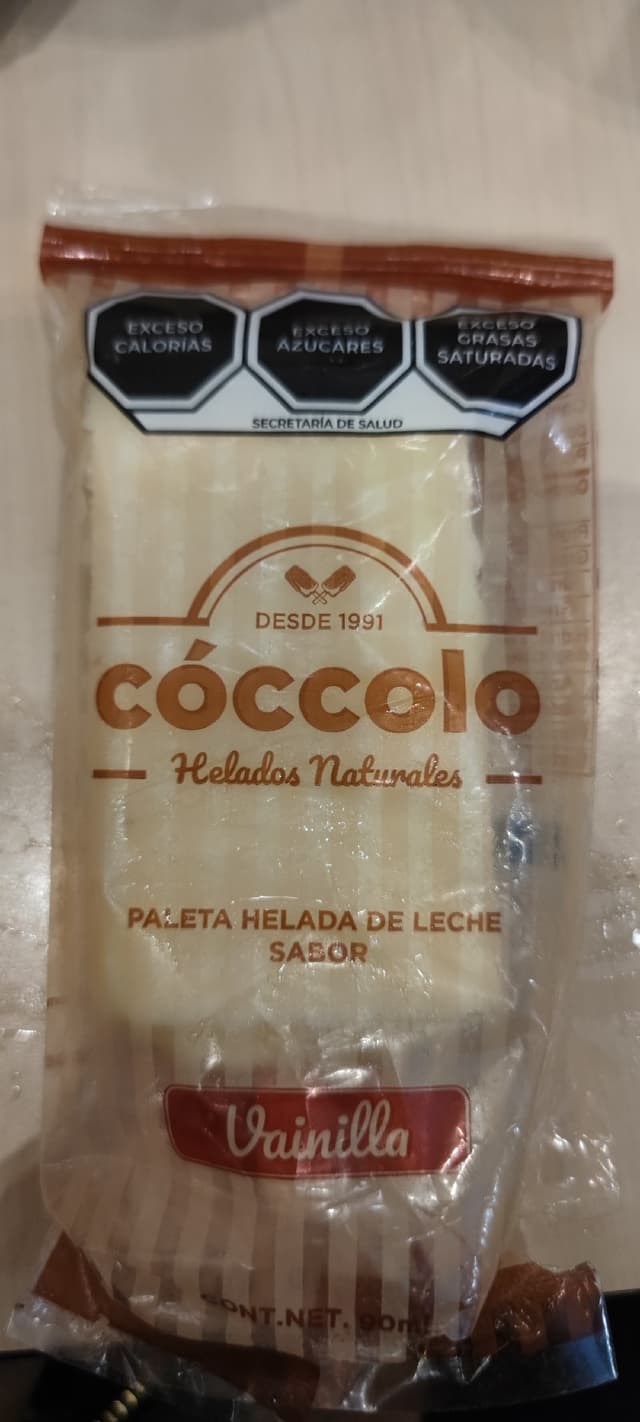 EXCESO
CALORÍAS
EXCESO
AZÚCARES
EXCESO
GRASAS
SATURADAS
SECRETARÍA DE SALUD
DESDE 1991
cóccolo
Helados Naturales
PALETA HELADA DE LECHE
SABOR
Vainilla
CONT.NET. 90ml